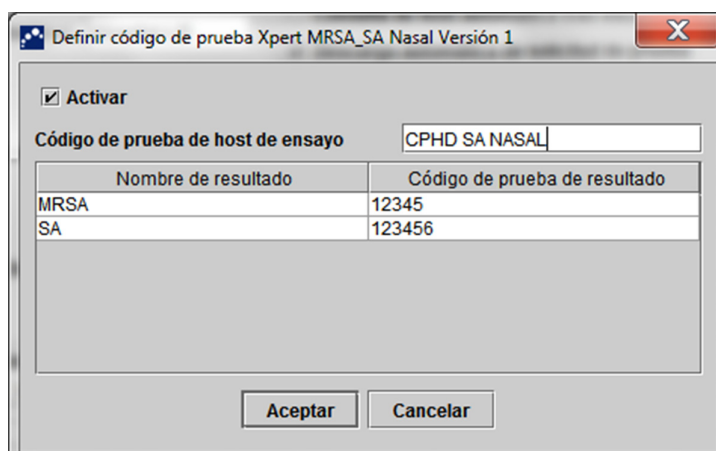 Definir código de prueba Xpert MRSA_SA Nasal Versión 1
Activar
Código de prueba de host de ensayo CPHD SA NASAL
Nombre de resultado Código de prueba de resultado
MRSA 12345
SA 123456
Aceptar Cancelar